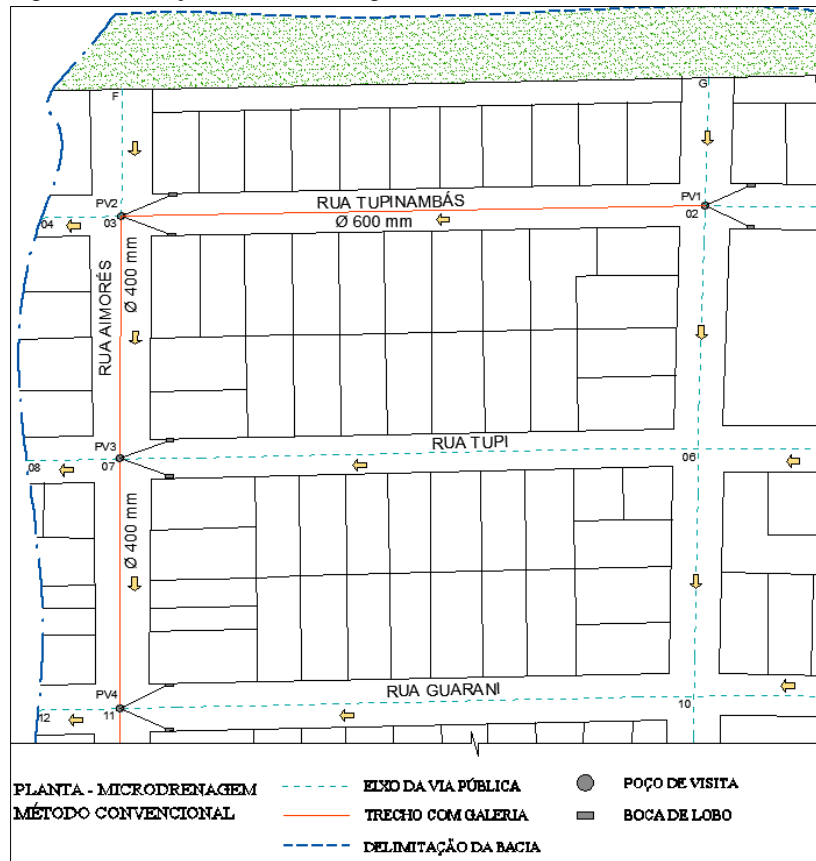 F
G
PV2
RUA TUPINAMBÁS
PV1
04
03
Ø 600 mm
02
RUA AIMORÉS
Ø 400 mm
PV3
RUA TUPI
08
07
06
Ø 400 mm
PV4
RUA GUARANI
12
11
10
PLANTA - MICRODRENAGEM
MÉTODO CONVENCIONAL
EIXO DA VIA PÚBLICA
POÇO DE VISITA
TRECHO COM GALERIA
BOCA DE LOBO
DELIMITAÇÃO DA BACIA